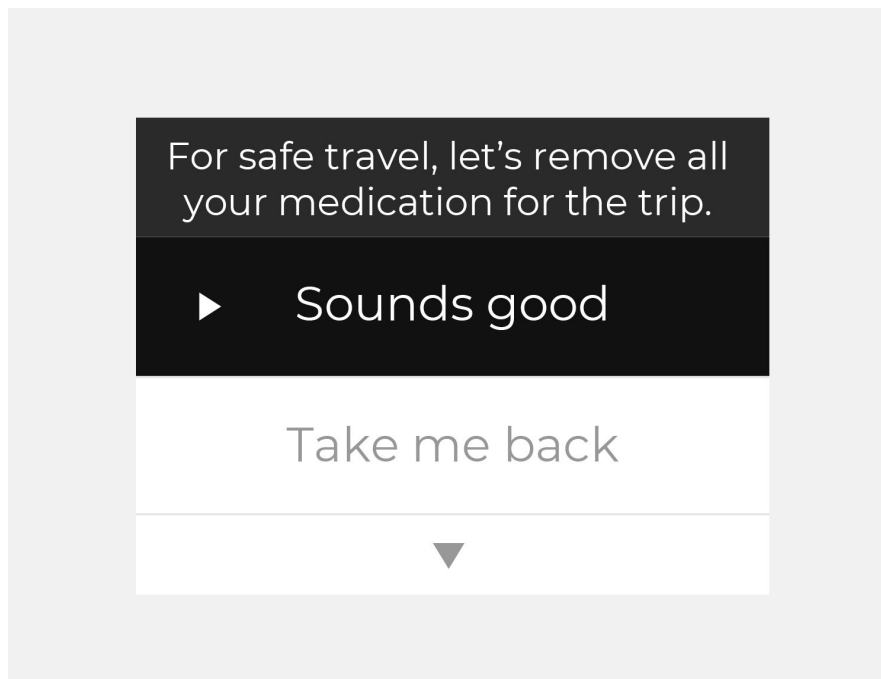 For safe travel, let’s remove all
your medication for the trip.
Sounds good
Take me back